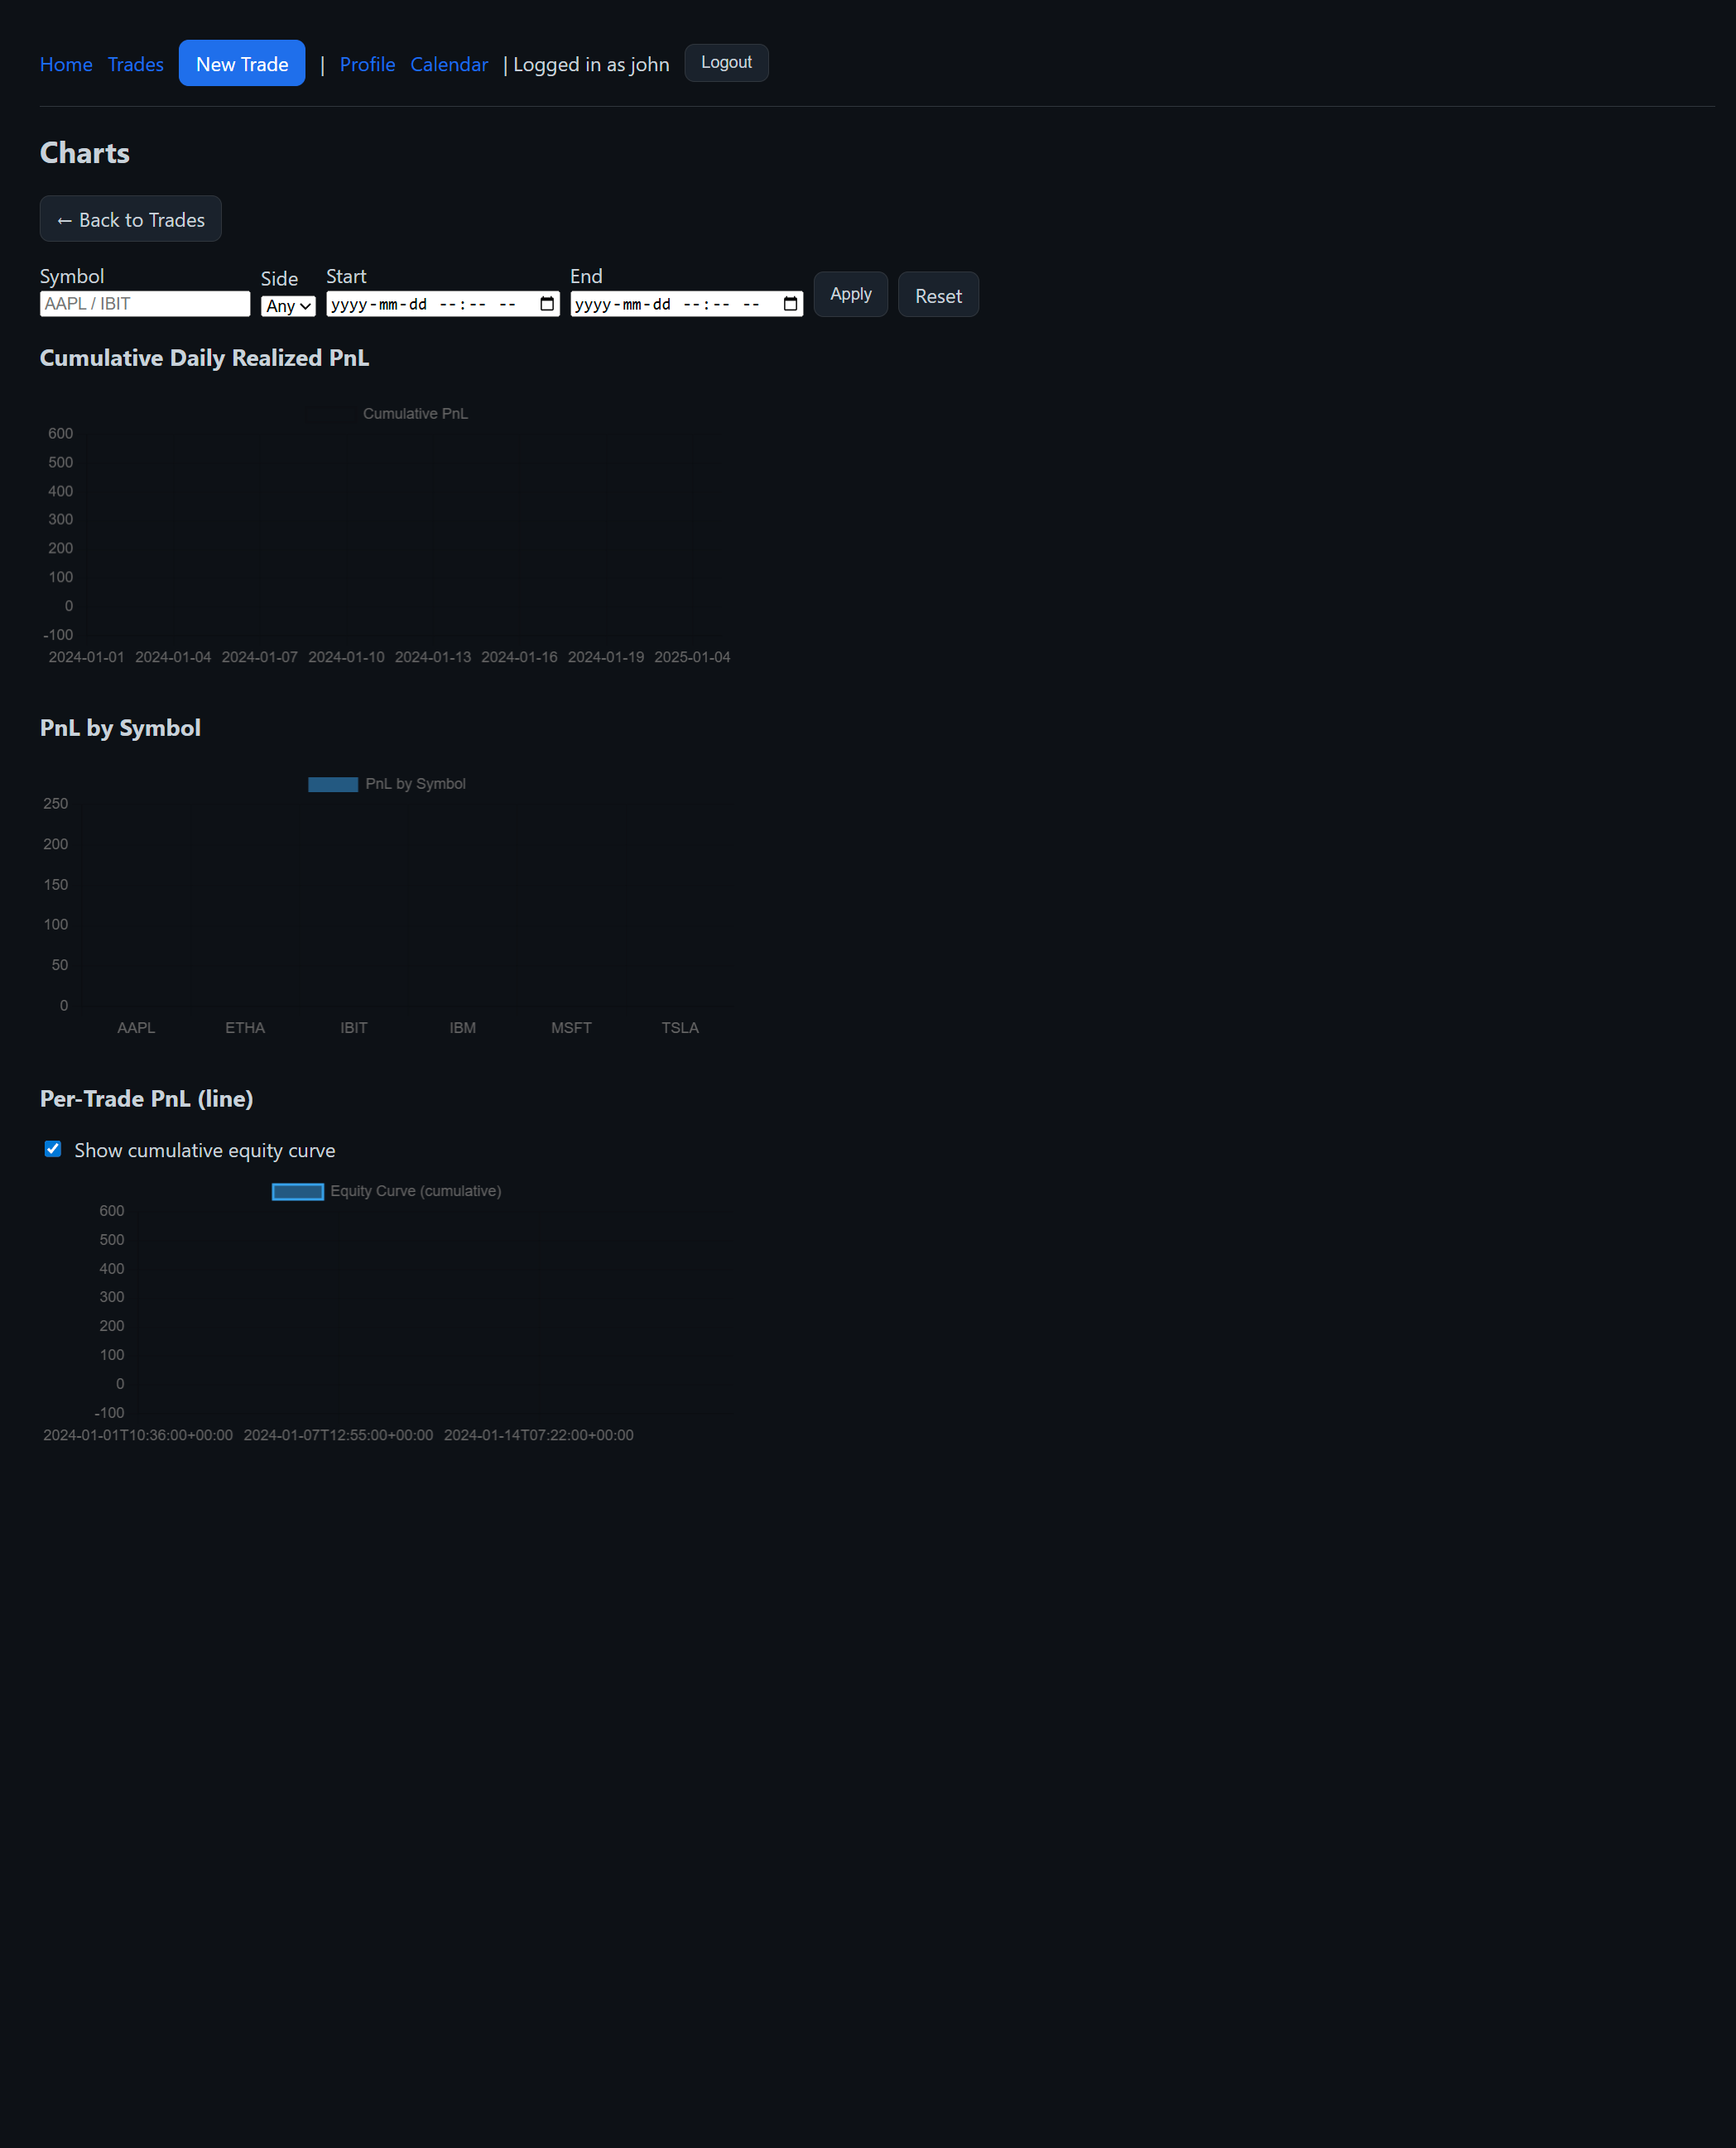 Home Trades New Trade | Profile Calendar | Logged in as john Logout
Charts
← Back to Trades
Symbol Side Start End
AAPL / IBIT Any yyyy-mm-dd --:-- -- yyyy-mm-dd --:-- -- Apply Reset
Cumulative Daily Realized PnL
Cumulative PnL
600
500
400
300
200
100
0
-100
2024-01-01 2024-01-04 2024-01-07 2024-01-10 2024-01-13 2024-01-16 2024-01-19 2025-01-04
PnL by Symbol
PnL by Symbol
250
200
150
100
50
0
AAPL ETHA IBIT IBM MSFT TSLA
Per-Trade PnL (line)
Show cumulative equity curve
Equity Curve (cumulative)
600
500
400
300
200
100
0
-100
2024-01-01T10:36:00+00:00 2024-01-07T12:55:00+00:00 2024-01-14T07:22:00+00:00